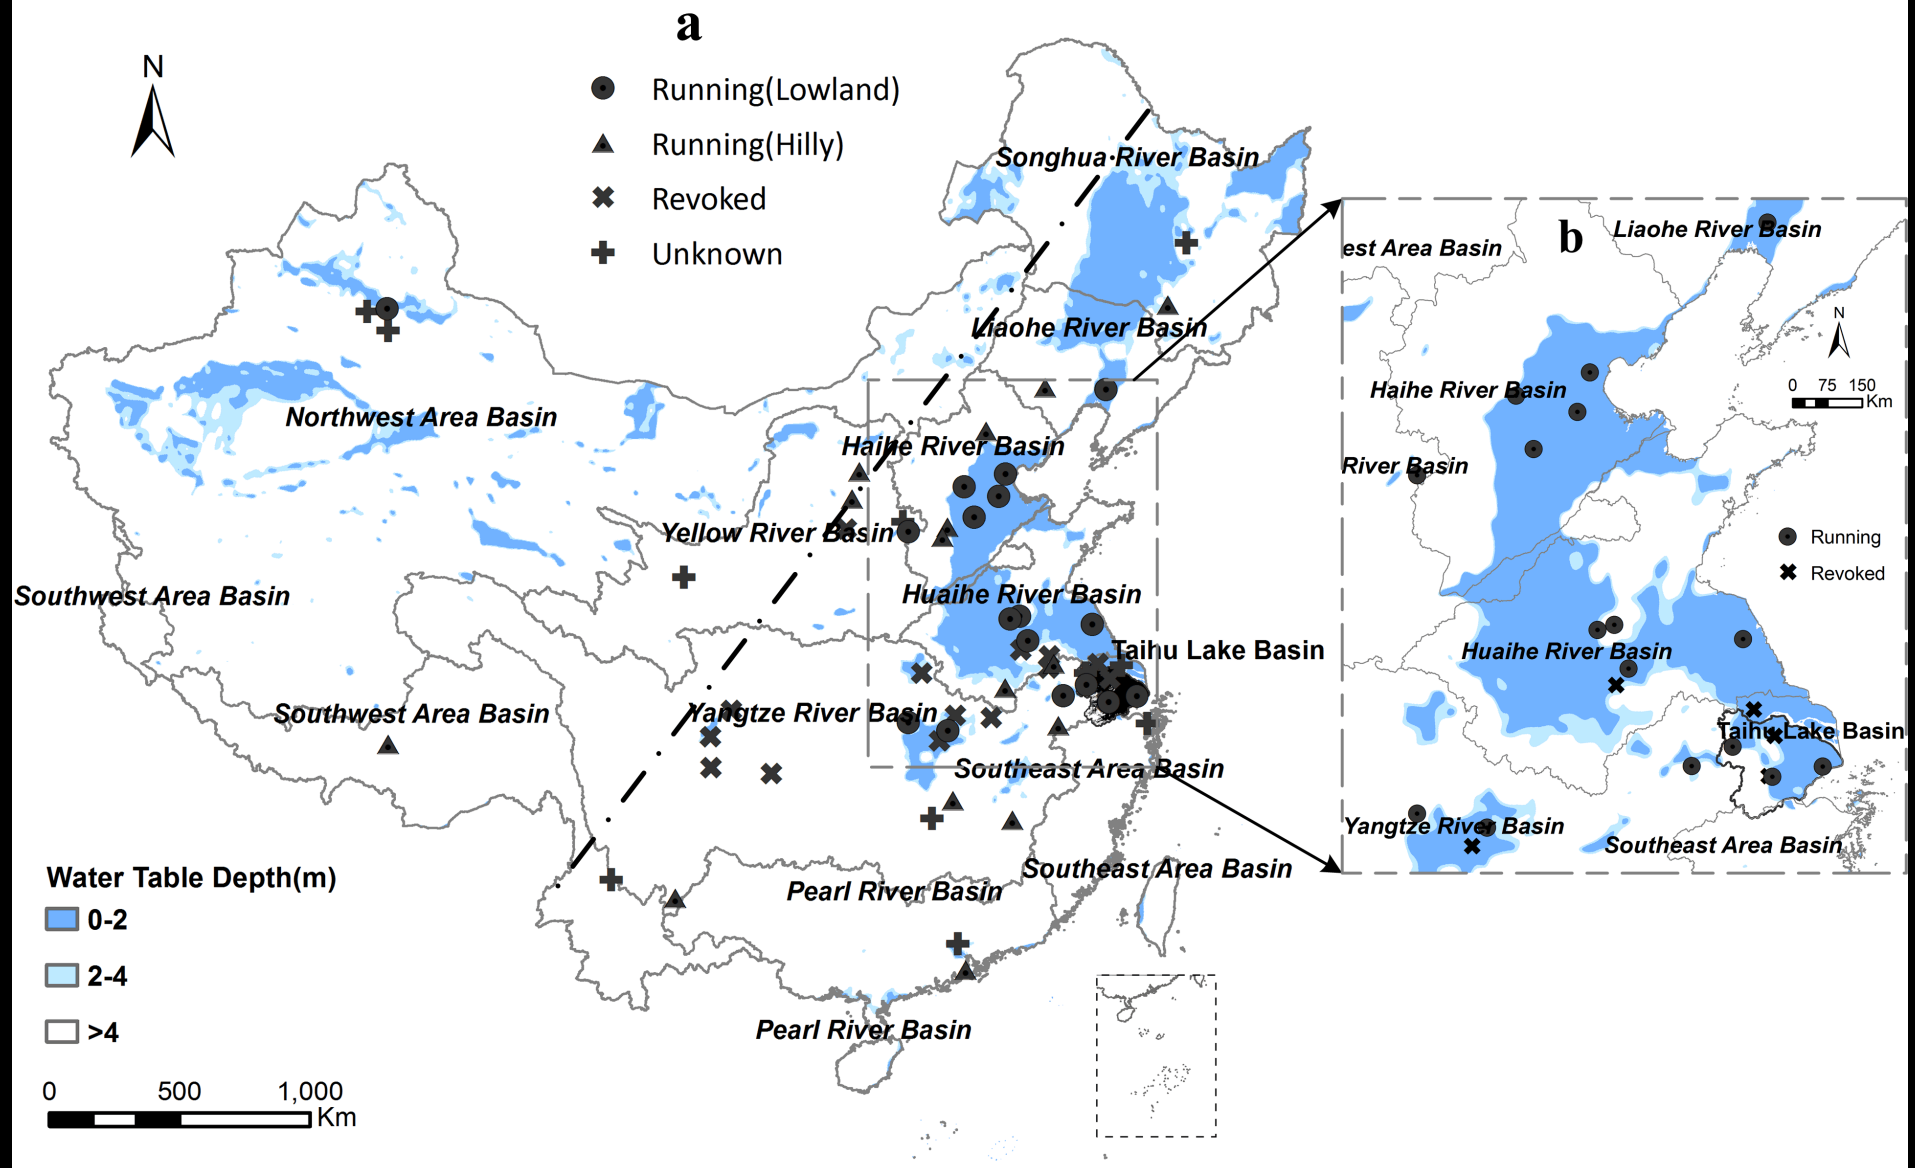 a
N
Running(Lowland)
Running(Hilly)
Revoked
Unknown
Songhua River Basin
Liaohe River Basin
Northwest Area Basin
Haihe River Basin
Yellow River Basin
Southwest Area Basin
Huaihe River Basin
Taihu Lake Basin
Southwest Area Basin
Yangtze River Basin
Southeast Area Basin
Southeast Area Basin
Pearl River Basin
Pearl River Basin
Water Table Depth(m)
0-2
2-4
>4
0 500 1,000
Km
b
Liaohe River Basin
est Area Basin
N
0 75 150
Km
Haihe River Basin
River Basin
Running
Revoked
Huaihe River Basin
Taihu Lake Basin
Yangtze River Basin
Southeast Area Basin